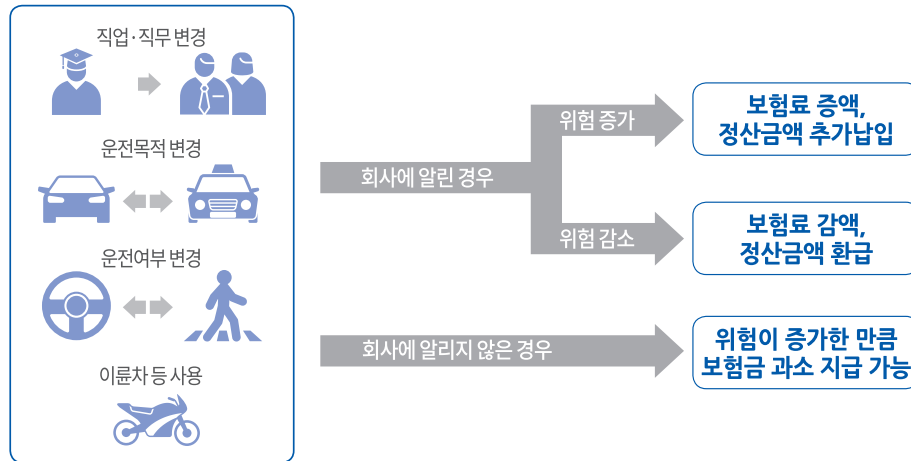 직업·직무 변경
운전목적 변경
운전여부 변경
이륜차 등 사용
회사에 알린 경우
위험 증가
보험료 증액,
정산금액 추가납입
위험 감소
보험료 감액,
정산금액 환급
회사에 알리지 않은 경우
위험이 증가한 만큼
보험금 과소 지급 가능